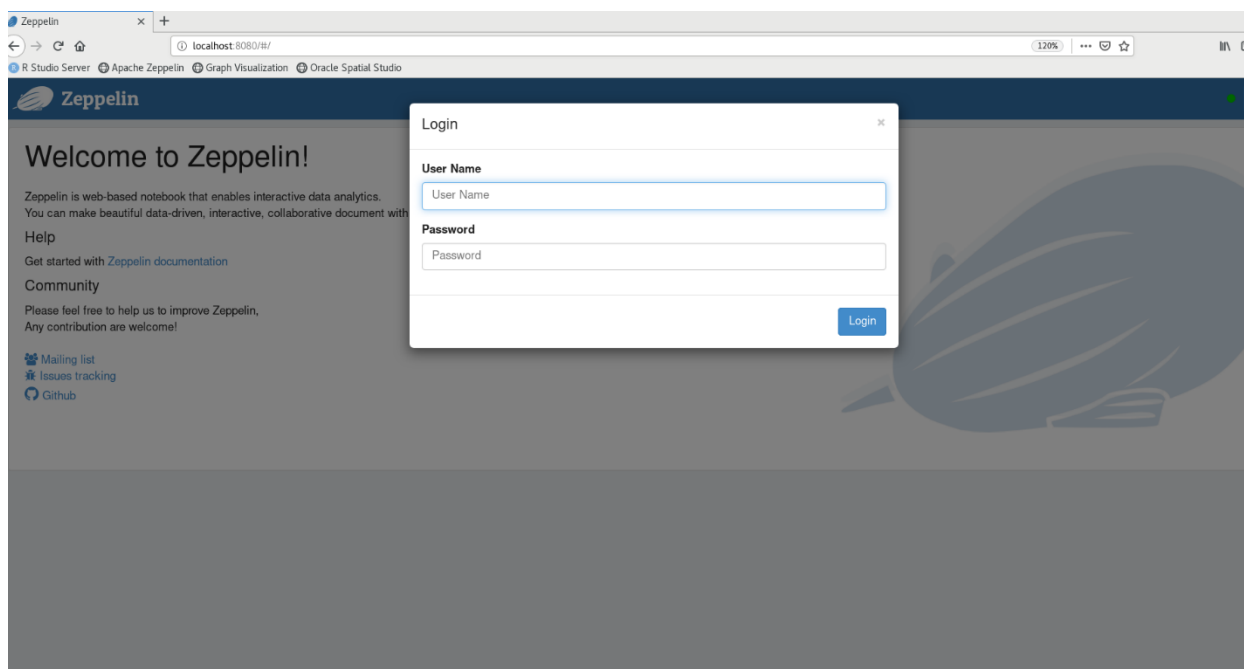 Zeppelin
localhost:8080/#/
120%
R Studio Server Apache Zeppelin Graph Visualization Oracle Spatial Studio
Zeppelin
Welcome to Zeppelin!
Zeppelin is web-based notebook that enables interactive data analytics.
You can make beautiful data-driven, interactive, collaborative document with
Help
Get started with Zeppelin documentation
Community
Please feel free to help us to improve Zeppelin,
Any contribution are welcome!
Mailing list
Issues tracking
Github
Login
User Name
User Name
Password
Password
Login